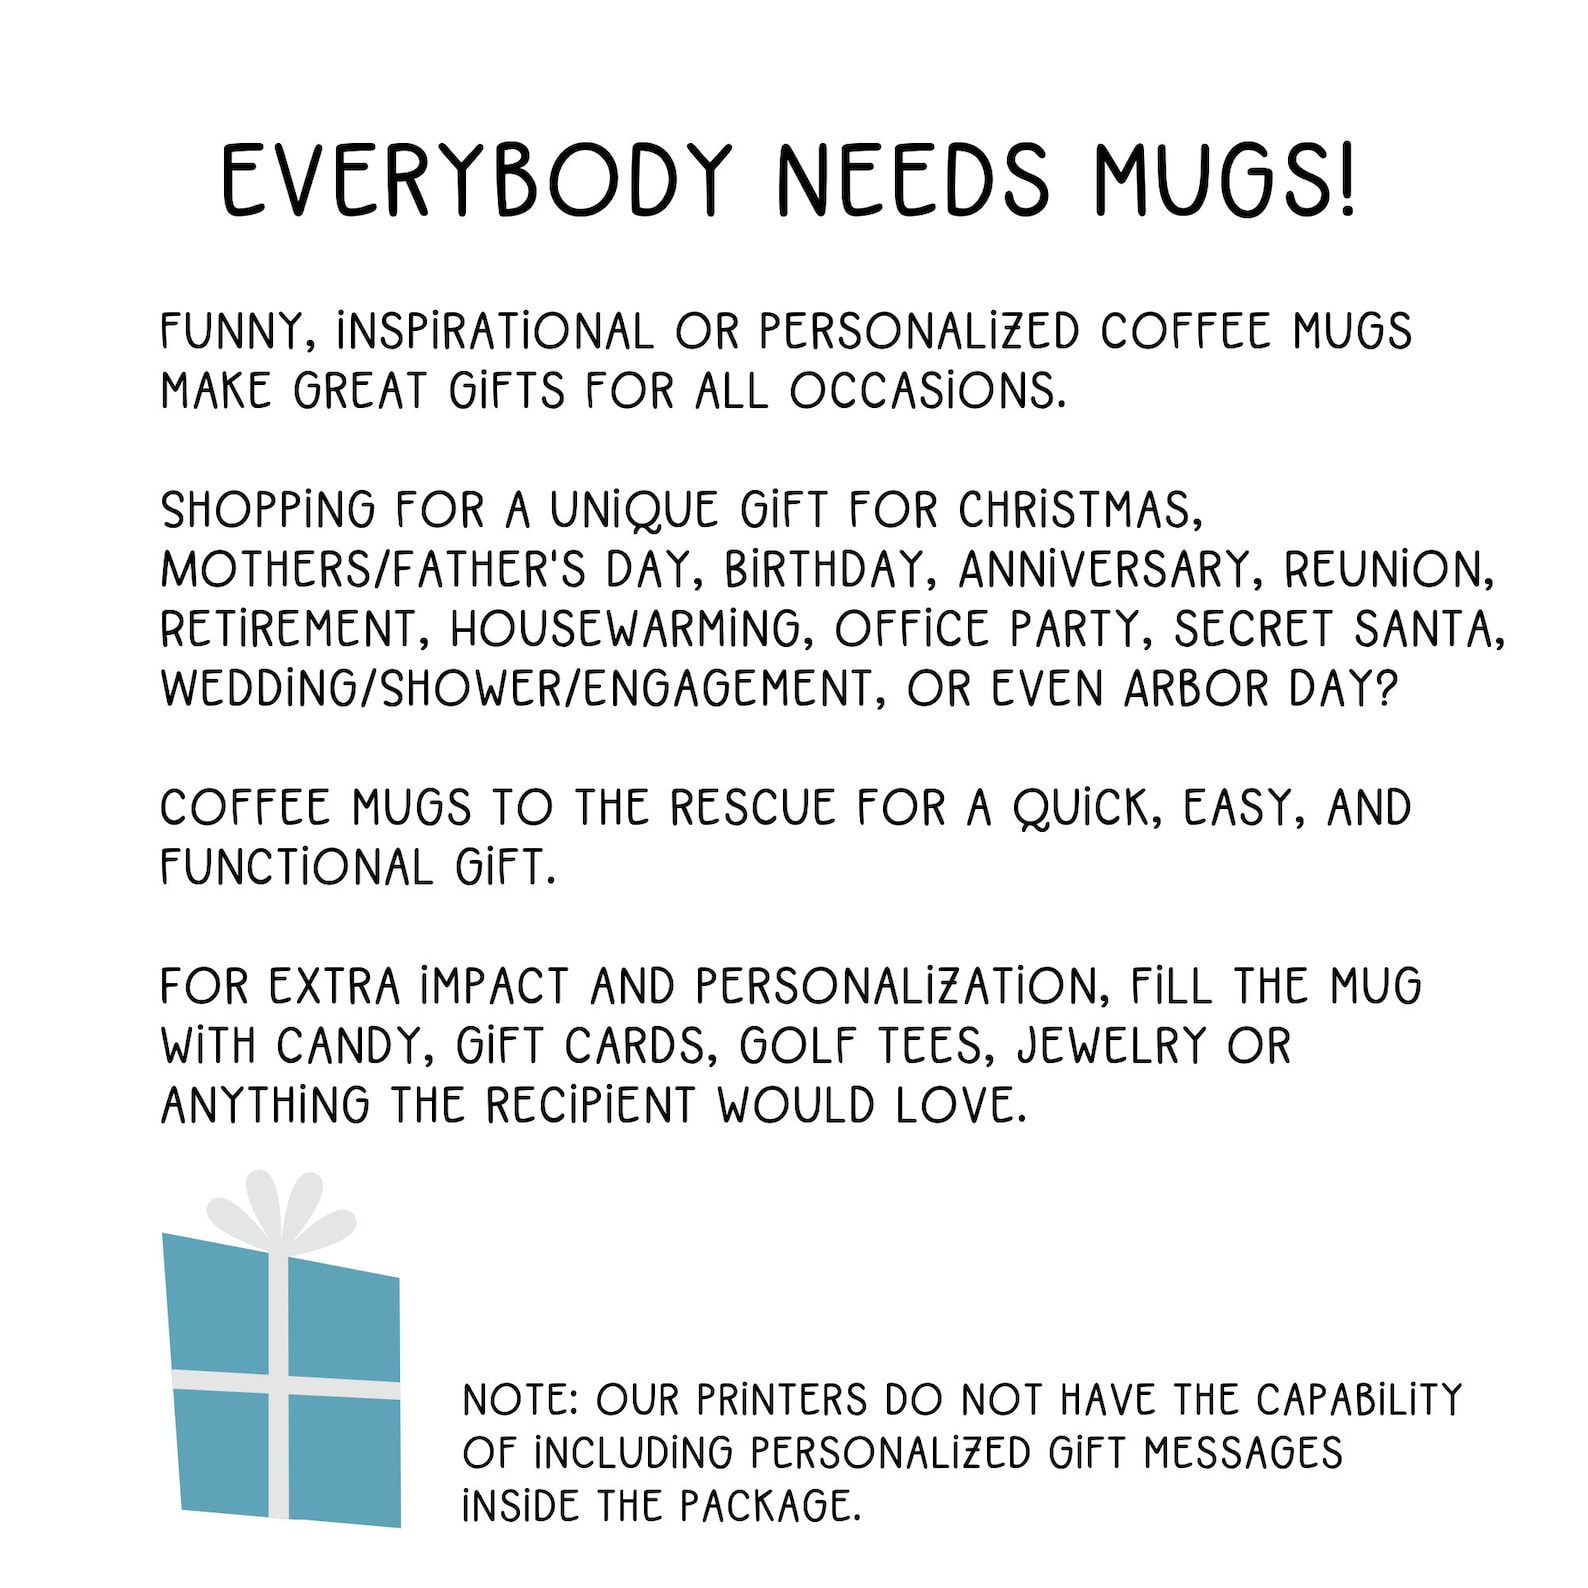 EVERYBODY NEEDS MUGS!
FUNNY, INSPIRATIONAL OR PERSONALIZED COFFEE MUGS
MAKE GREAT GIFTS FOR ALL OCCASIONS.
SHOPPING FOR A UNIQUE GIFT FOR CHRISTMAS,
MOTHERS/FATHER'S DAY, BIRTHDAY, ANNIVERSARY, REUNION,
RETIREMENT, HOUSEWARMING, OFFICE PARTY, SECRET SANTA,
WEDDING/SHOWER/ENGAGEMENT, OR EVEN ARBOR DAY?
COFFEE MUGS TO THE RESCUE FOR A QUICK, EASY, AND
FUNCTIONAL GIFT.
FOR EXTRA IMPACT AND PERSONALIZATION, FILL THE MUG
WITH CANDY, GIFT CARDS, GOLF TEES, JEWELRY OR
ANYTHING THE RECIPIENT WOULD LOVE.
NOTE: OUR PRINTERS DO NOT HAVE THE CAPABILITY
OF INCLUDING PERSONALIZED GIFT MESSAGES
INSIDE THE PACKAGE.